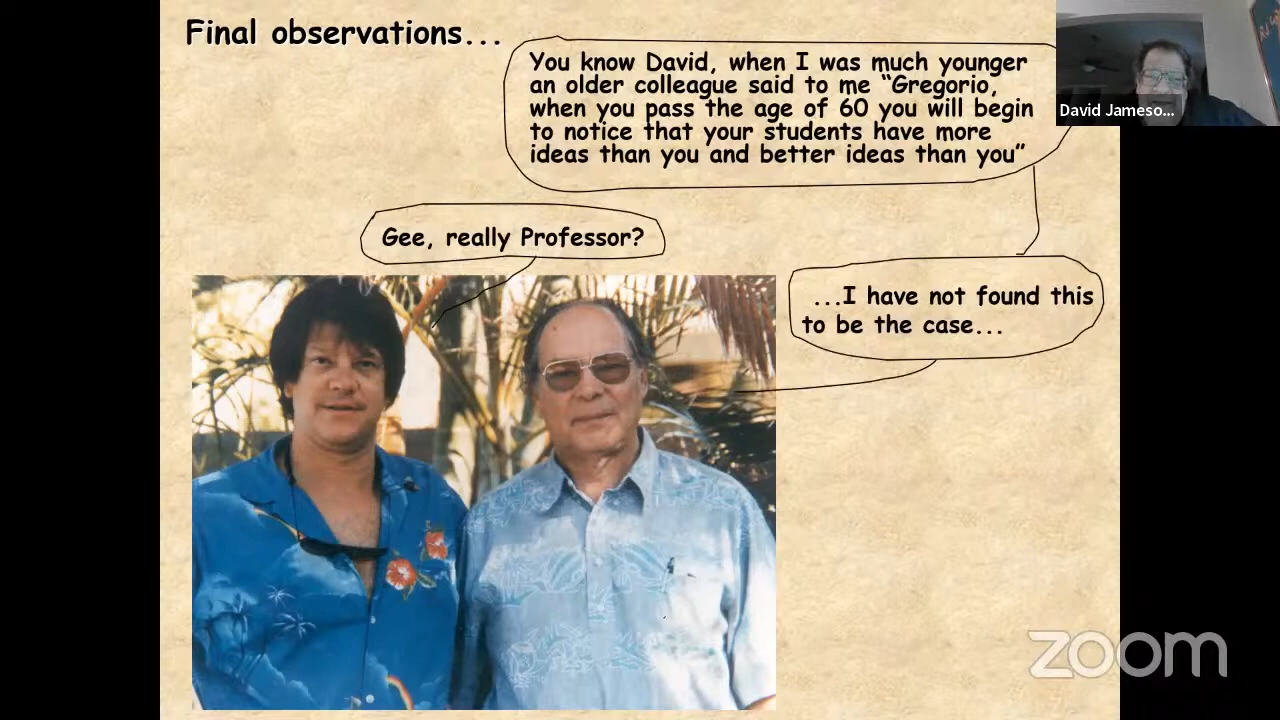 Final observations...
You know David, when I was much younger
an older colleague said to me “Gregorio,
when you pass the age of 60 you will begin
to notice that your students have more
ideas than you and better ideas than you”
David Jameso...
Gee, really Professor?
...I have not found this
to be the case...
zoom